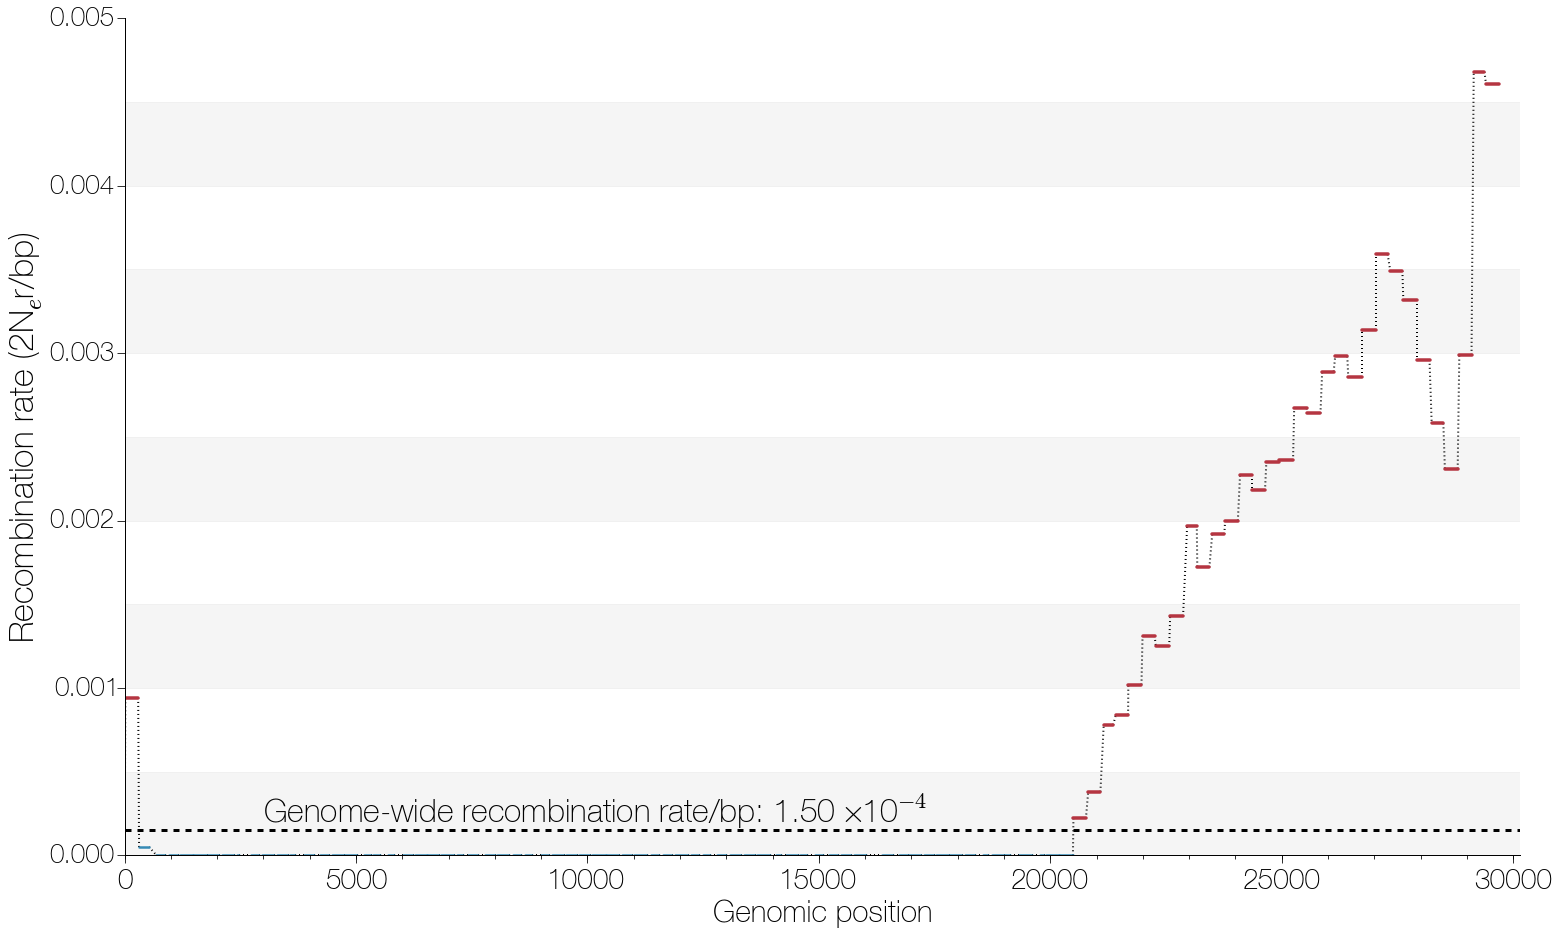 0.005
0.004
0.003
0.002
0.001
0.000
Recombination rate (2Nₑr/bp)
Genome-wide recombination rate/bp: 1.50 ×10⁻⁴
0 5000 10000 15000 20000 25000 30000
Genomic position